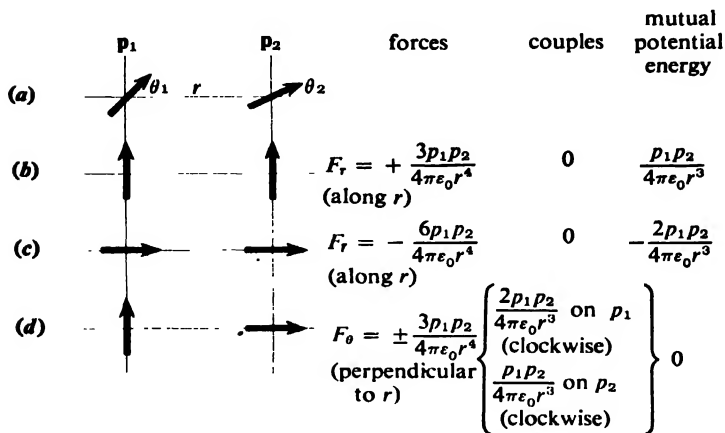 p₁ p₂ forces couples mutual potential energy
(a) θ₁ r θ₂
(b) F_r = + 3p₁p₂/4πε₀r⁴ (along r) 0 p₁p₂/4πε₀r³
(c) F_r = − 6p₁p₂/4πε₀r⁴ (along r) 0 − 2p₁p₂/4πε₀r³
(d) F_θ = ± 3p₁p₂/4πε₀r⁴ (perpendicular to r) { 2p₁p₂/4πε₀r³ on p₁ (clockwise) p₁p₂/4πε₀r³ on p₂ (clockwise) } 0